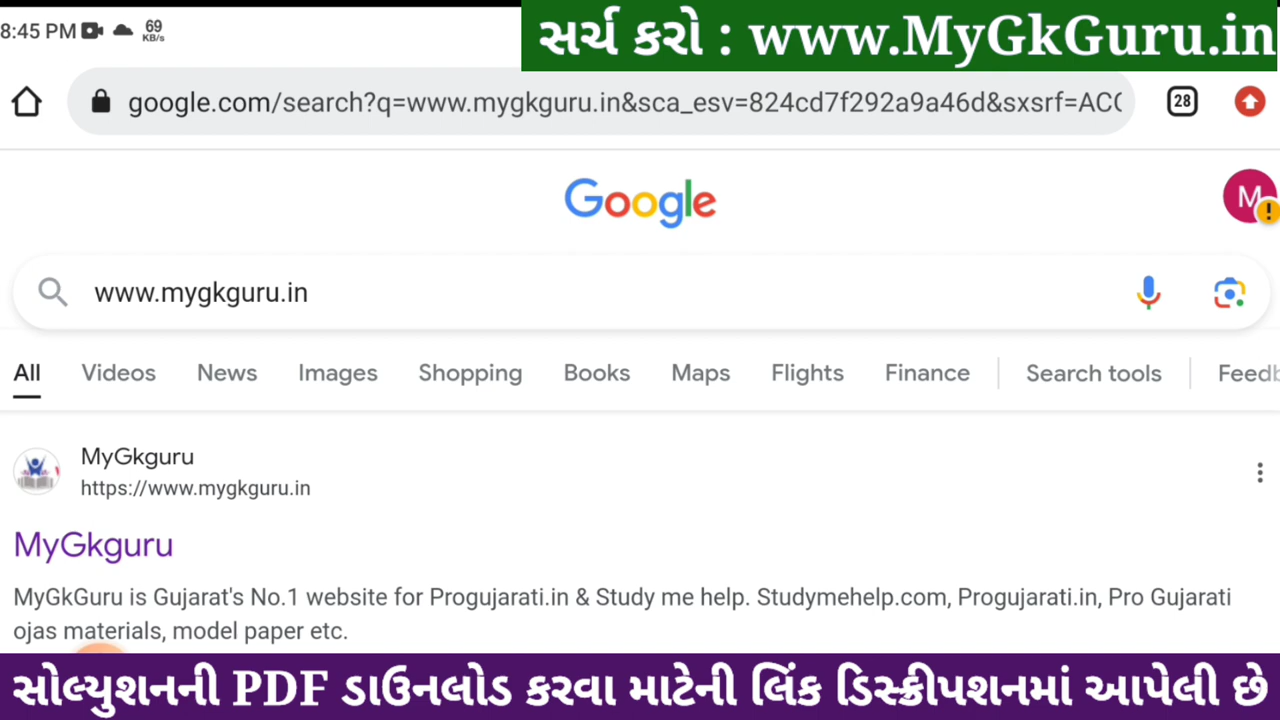 8:45 PM 69 KB/s
સર્ચ કરો : www.MyGkGuru.in
google.com/search?q=www.mygkguru.in&sca_esv=824cd7f292a9a46d&sxsrf=AC
28
Google
M
www.mygkguru.in
All Videos News Images Shopping Books Maps Flights Finance Search tools Feedb
MyGkguru
https://www.mygkguru.in
MyGkguru
MyGkGuru is Gujarat's No.1 website for Progujarati.in & Study me help. Studymehelp.com, Progujarati.in, Pro Gujarati
ojas materials, model paper etc.
સોલ્યુશનની PDF ડાઉનલોડ કરવા માટેની લિંક ડિસ્ક્રીપશનમાં આપેલી છે